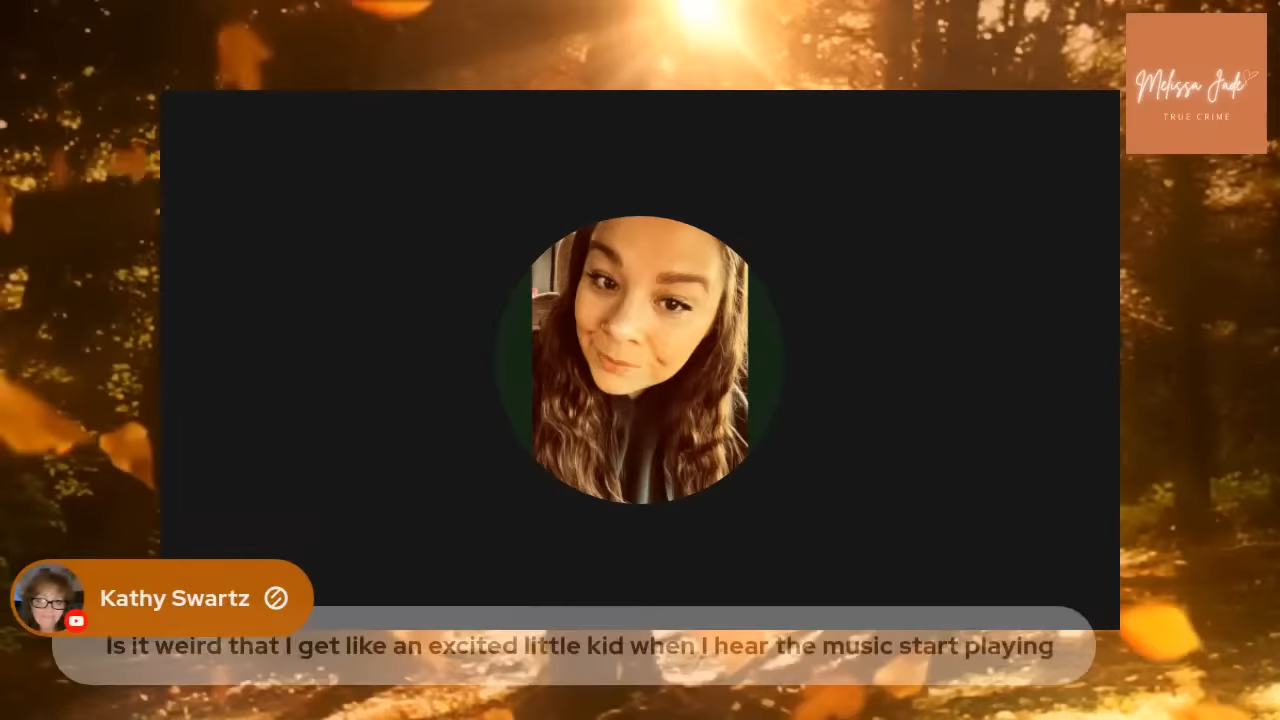 Melissa Jade
TRUE CRIME
Kathy Swartz
Is it weird that I get like an excited little kid when I hear the music start playing